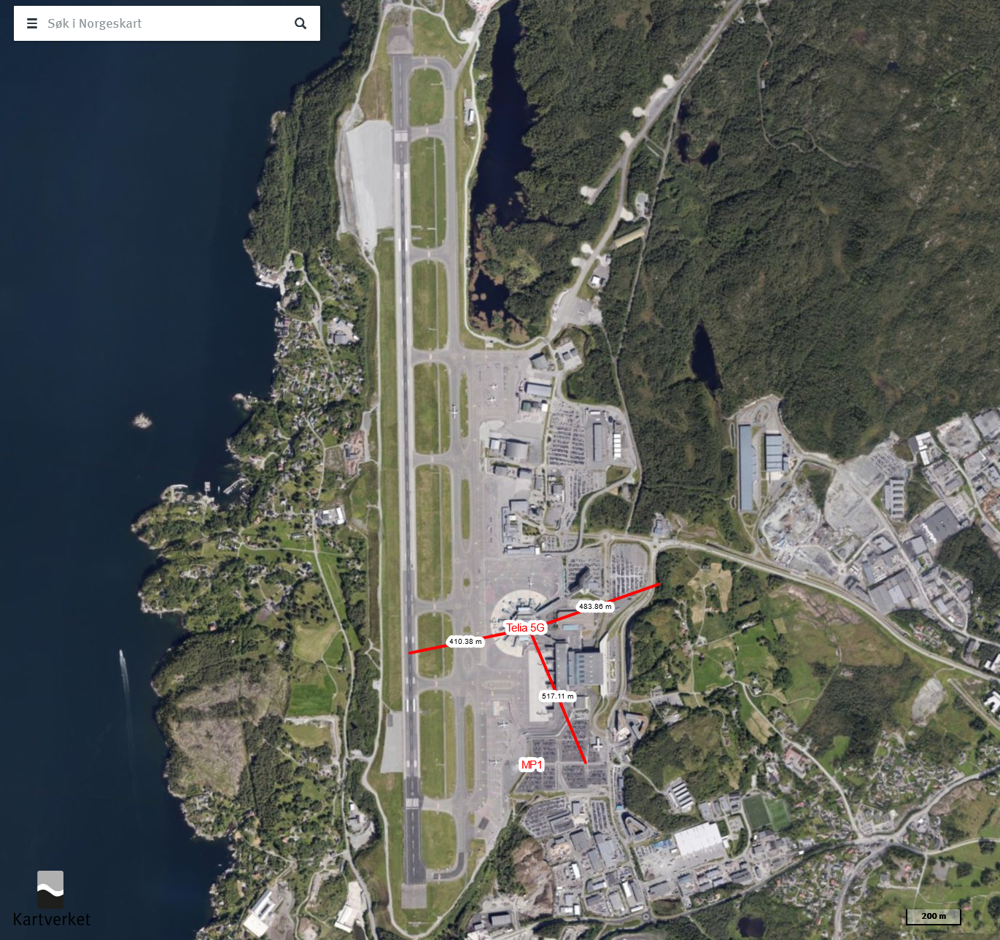 Søk i Norgeskart
483.86 m
Telia 5G
410.38 m
517.11 m
MP1
Kartverket
200 m